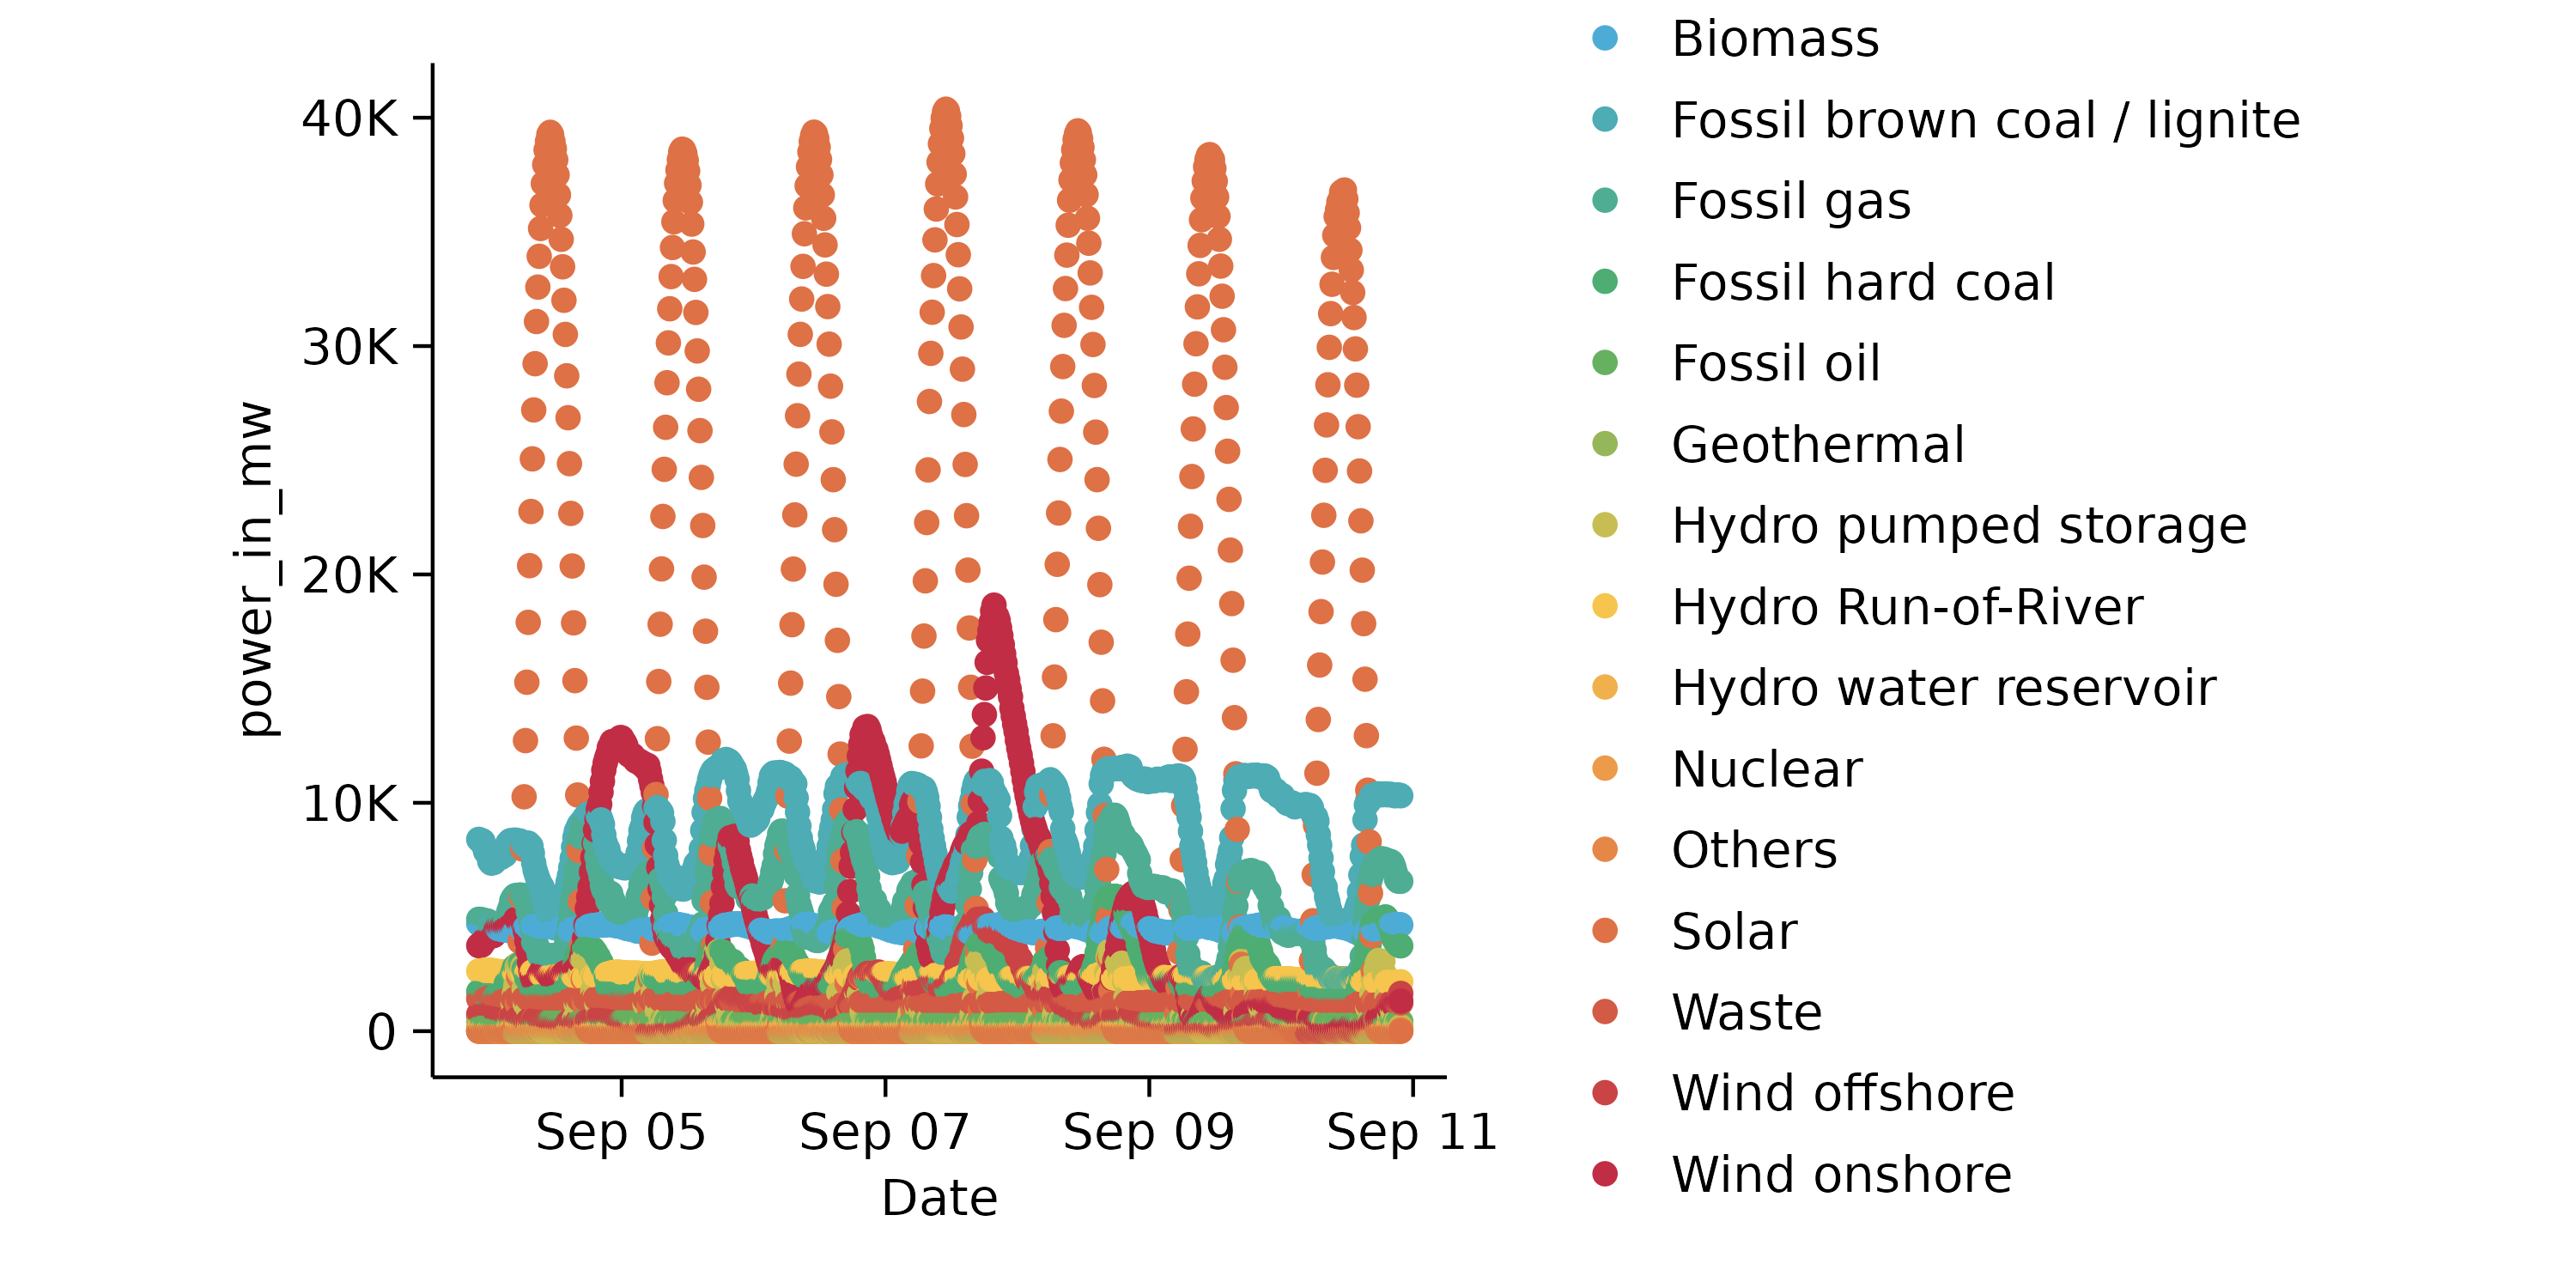 power_in_mw
40K
30K
20K
10K
0
Sep 05
Sep 07
Sep 09
Sep 11
Date
Biomass
Fossil brown coal / lignite
Fossil gas
Fossil hard coal
Fossil oil
Geothermal
Hydro pumped storage
Hydro Run-of-River
Hydro water reservoir
Nuclear
Others
Solar
Waste
Wind offshore
Wind onshore